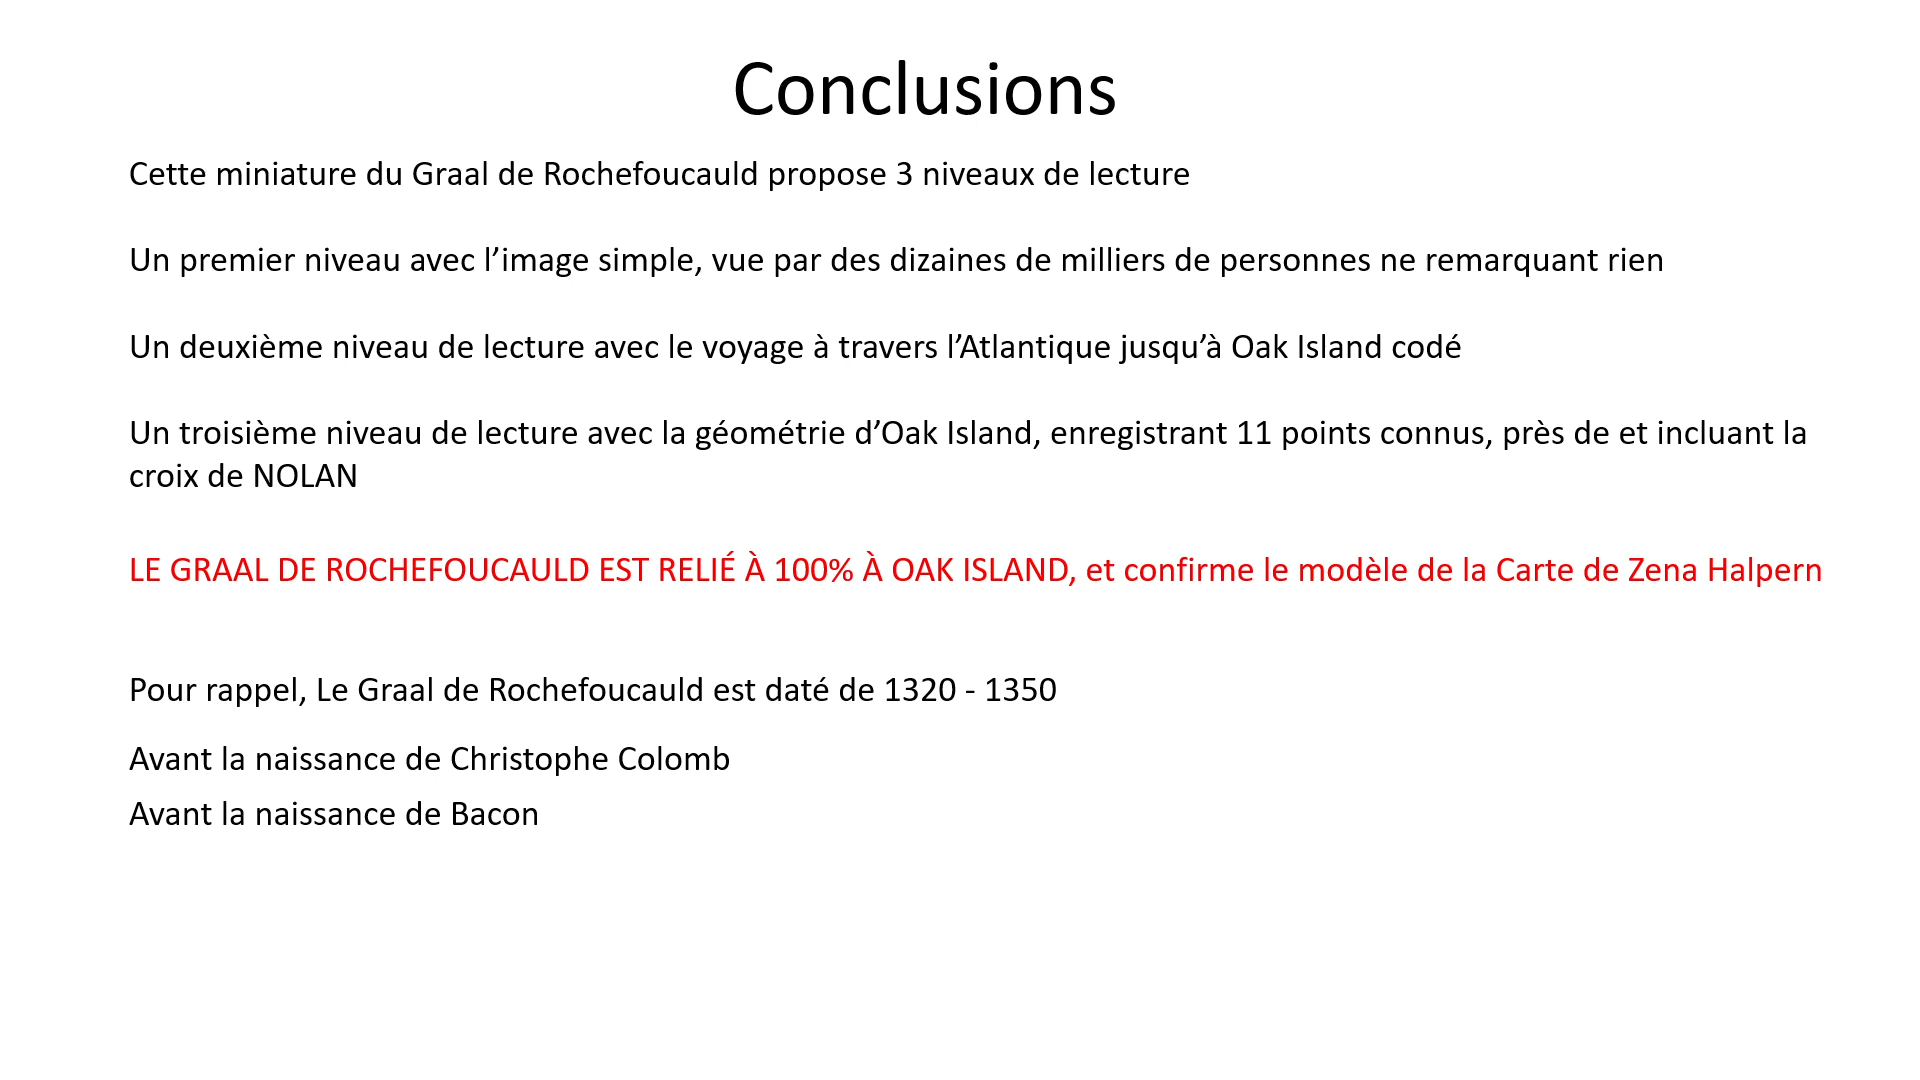 Conclusions
Cette miniature du Graal de Rochefoucauld propose 3 niveaux de lecture
Un premier niveau avec l’image simple, vue par des dizaines de milliers de personnes ne remarquant rien
Un deuxième niveau de lecture avec le voyage à travers l’Atlantique jusqu’à Oak Island codé
Un troisième niveau de lecture avec la géométrie d’Oak Island, enregistrant 11 points connus, près de et incluant la
croix de NOLAN
LE GRAAL DE ROCHEFOUCAULD EST RELIÉ À 100% À OAK ISLAND, et confirme le modèle de la Carte de Zena Halpern
Pour rappel, Le Graal de Rochefoucauld est daté de 1320 - 1350
Avant la naissance de Christophe Colomb
Avant la naissance de Bacon